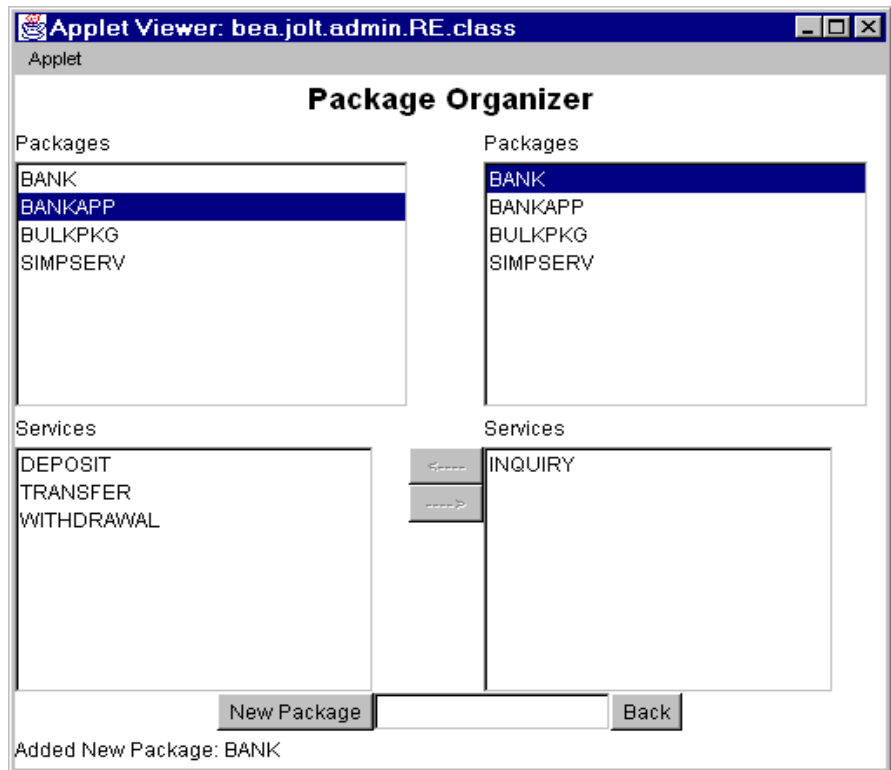 Applet Viewer: bea.jolt.admin.RE.class
Applet
Package Organizer
Packages
BANK
BANKAPP
BULKPKG
SIMPSERV
Packages
BANK
BANKAPP
BULKPKG
SIMPSERV
Services
DEPOSIT
TRANSFER
WITHDRAWAL
<----
---->
Services
INQUIRY
New Package
Back
Added New Package: BANK